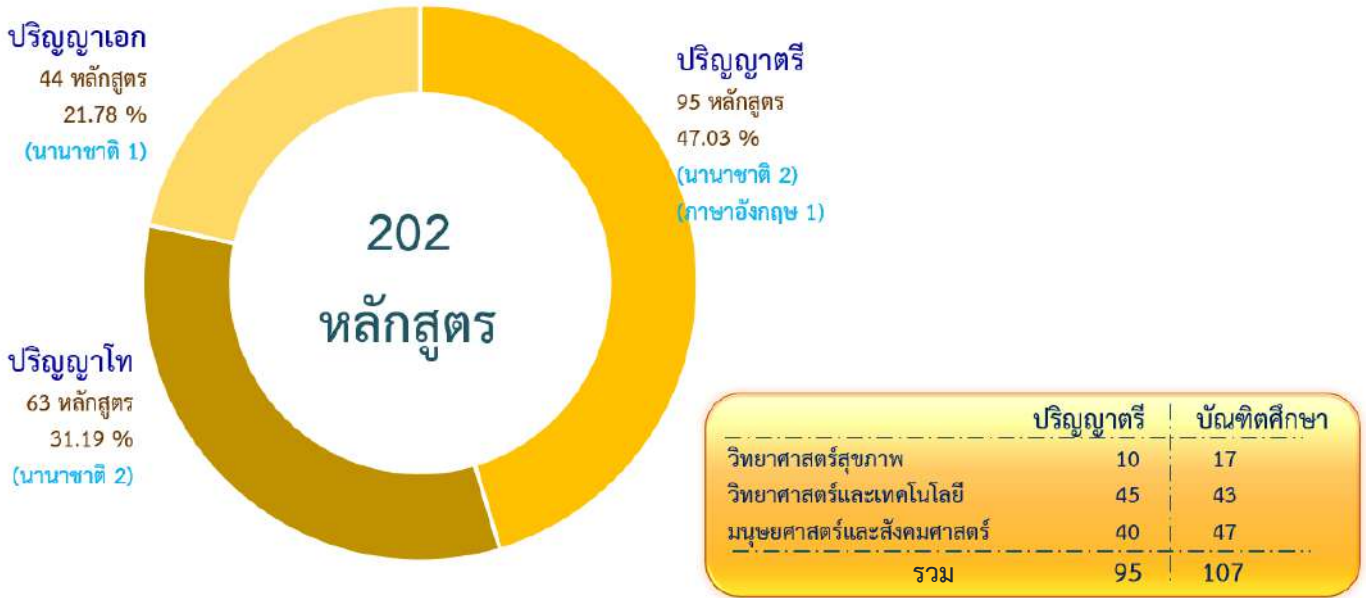 ปริญญาเอก
44 หลักสูตร
21.78 %
(นานาชาติ 1)
ปริญญาตรี
95 หลักสูตร
47.03 %
(นานาชาติ 2)
(ภาษาอังกฤษ 1)
202
หลักสูตร
ปริญญาโท
63 หลักสูตร
31.19 %
(นานาชาติ 2)
ปริญญาตรี บัณฑิตศึกษา
วิทยาศาสตร์สุขภาพ 10 17
วิทยาศาสตร์และเทคโนโลยี 45 43
มนุษยศาสตร์และสังคมศาสตร์ 40 47
รวม 95 107